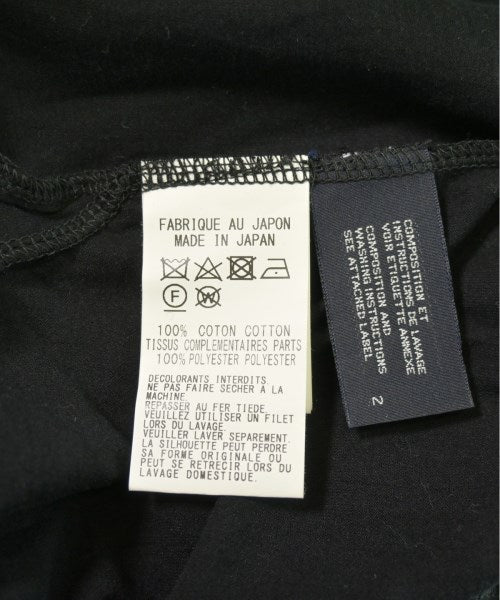 FABRIQUE AU JAPON
MADE IN JAPAN
F W
100% COTON COTTON
TISSUS COMPLEMENTAIRES PARTS
100% POLYESTER POLYESTER
DECOLORANTS INTERDITS.
NE PAS FAIRE SECHER A LA
MACHINE.
REPASSER AU FER TIEDE.
VEUILLEZ UTILISER UN FILET
LORS DU LAVAGE.
VEUILLER LAVER SEPAREMENT.
LA SILHOUETTE PEUT PERDRE
SA FORME ORIGINALE OU
PEUT SE RETRECIR LORS DU
LAVAGE DOMESTIQUE.
COMPOSITION ET
INSTRUCTIONS DE LAVAGE
VOIR ETIQUETTE ANNEXE
COMPOSITION AND
WASHING INSTRUCTIONS
SEE ATTACHED LABEL
2